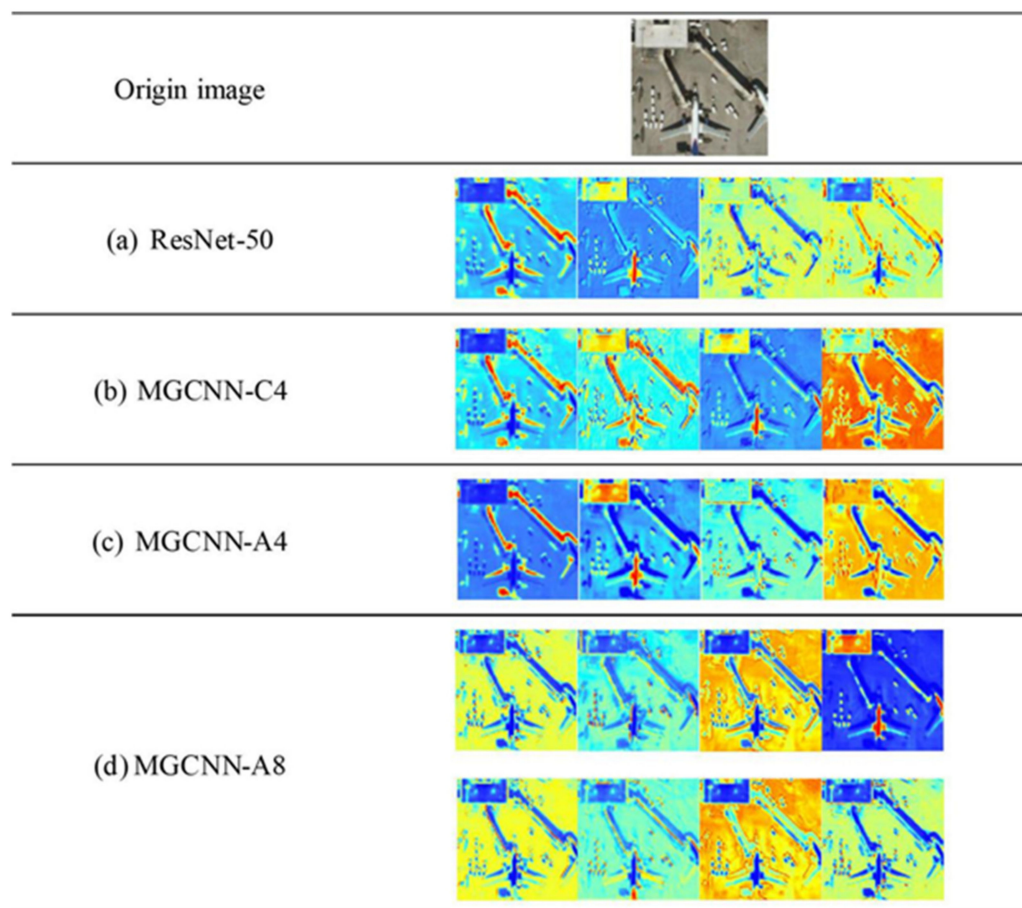 Origin image
(a) ResNet-50
(b) MGCNN-C4
(c) MGCNN-A4
(d) MGCNN-A8